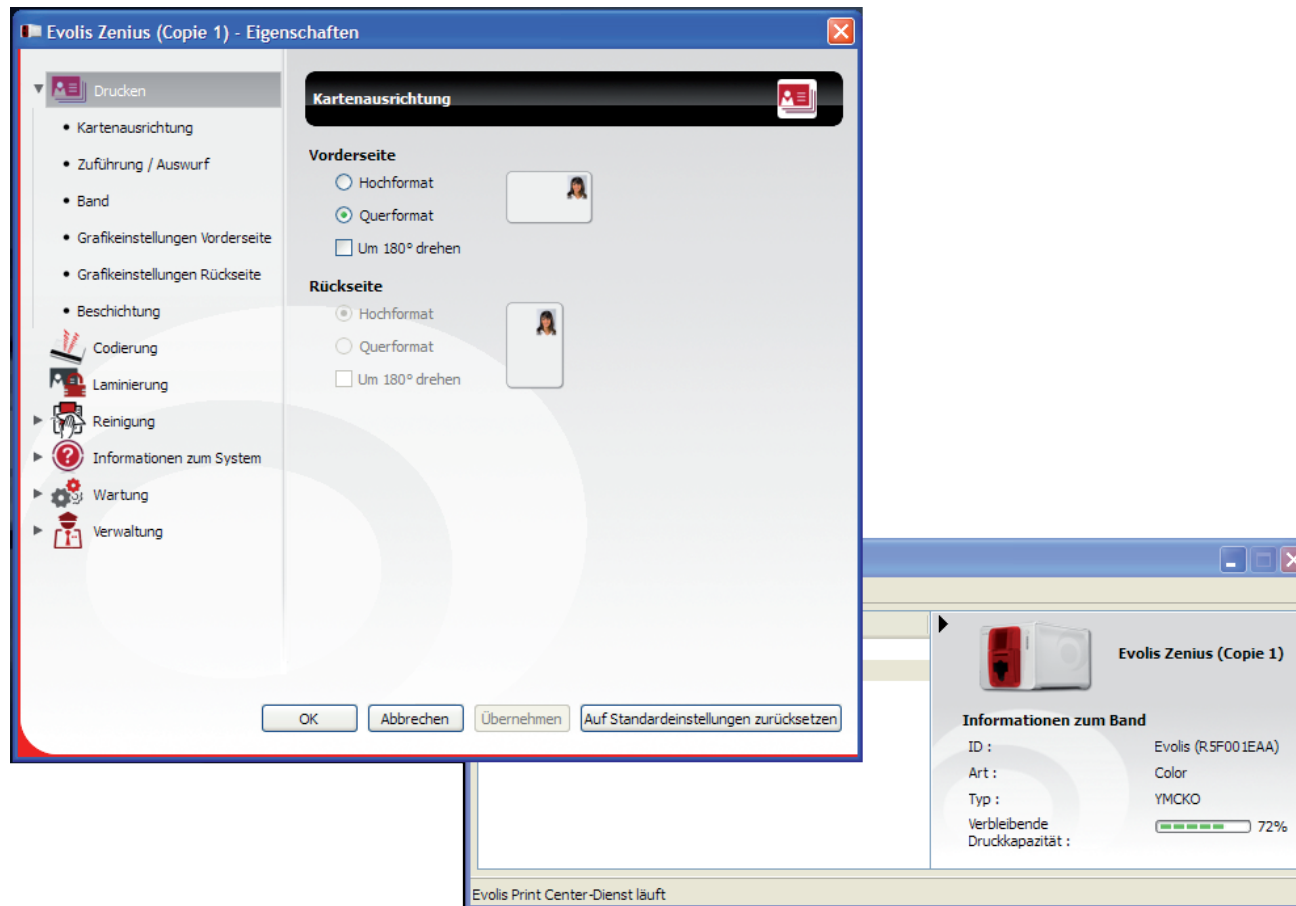 Evolis Zenius (Copie 1) - Eigenschaften
Drucken
Kartenausrichtung
Zuführung / Auswurf
Band
Grafikeinstellungen Vorderseite
Grafikeinstellungen Rückseite
Beschichtung
Codierung
Laminierung
Reinigung
Informationen zum System
Wartung
Verwaltung
Kartenausrichtung
Vorderseite
Hochformat
Querformat
Um 180° drehen
Rückseite
Hochformat
Querformat
Um 180° drehen
OK Abbrechen Übernehmen Auf Standardeinstellungen zurücksetzen
Evolis Zenius (Copie 1)
Informationen zum Band
ID : Evolis (R5F001EAA)
Art : Color
Typ : YMCKO
Verbleibende
Druckkapazität : 72%
Evolis Print Center-Dienst läuft